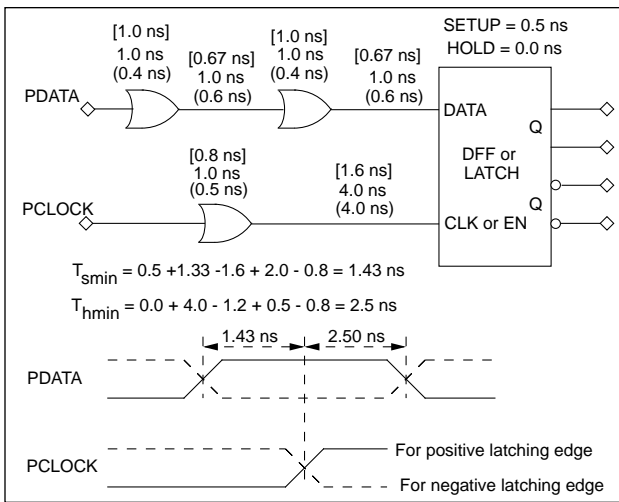 SETUP = 0.5 ns
HOLD = 0.0 ns
[1.0 ns]
1.0 ns
(0.4 ns)
[0.67 ns]
1.0 ns
(0.6 ns)
[1.0 ns]
1.0 ns
(0.4 ns)
[0.67 ns]
1.0 ns
(0.6 ns)
PDATA
DATA
Q
DFF or
LATCH
Q
CLK or EN
[0.8 ns]
1.0 ns
(0.5 ns)
[1.6 ns]
4.0 ns
(4.0 ns)
PCLOCK
Tsmin = 0.5 +1.33 -1.6 + 2.0 - 0.8 = 1.43 ns
Thmin = 0.0 + 4.0 - 1.2 + 0.5 - 0.8 = 2.5 ns
1.43 ns
2.50 ns
PDATA
PCLOCK
For positive latching edge
For negative latching edge